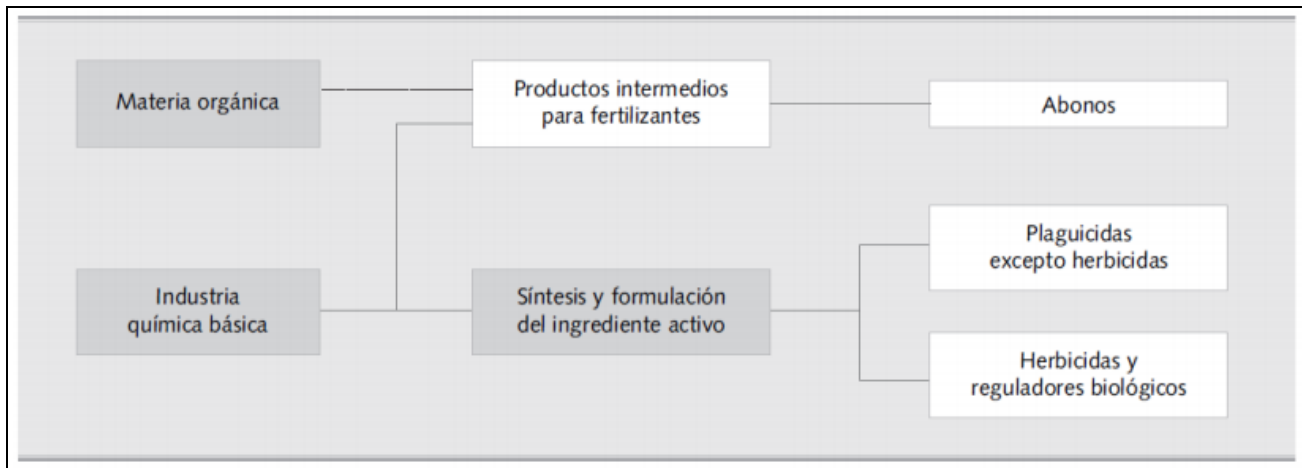 Materia orgánica
Productos intermedios
para fertilizantes
Abonos
Plaguicidas
excepto herbicidas
Industria
química básica
Síntesis y formulación
del ingrediente activo
Herbicidas y
reguladores biológicos